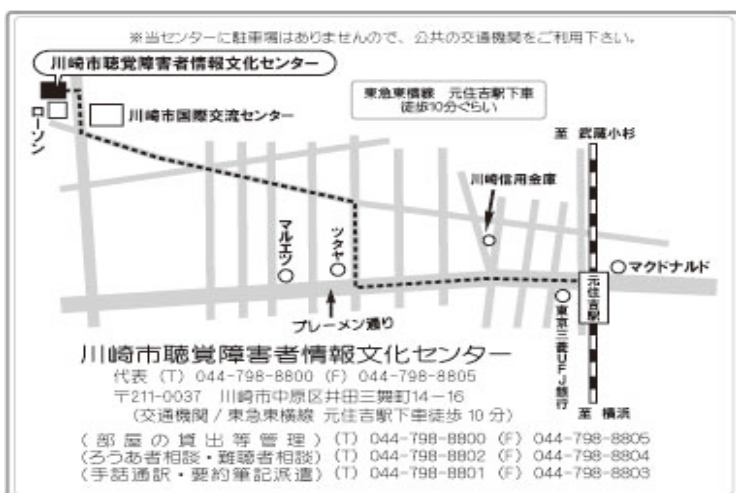 ※当センターに駐車場はありませんので、公共の交通機関をご利用下さい。
川崎市聴覚障害者情報文化センター
ローソン
川崎市国際交流センター
東急東横線 元住吉駅下車
徒歩10分ぐらい
至 武蔵小杉
川崎信用金庫
マルエツ
ツタヤ
マクドナルド
元住吉駅
ブレーメン通り
東京三菱UFJ銀行
至 横浜
川崎市聴覚障害者情報文化センター
代表 (T) 044-798-8800 (F) 044-798-8805
〒211-0037 川崎市中原区井田三舞町14-16
(交通機関/東急東横線 元住吉駅下車徒歩10分)
(部屋の貸出等管理) (T) 044-798-8800 (F) 044-798-8805
(ろうあ者相談・難聴者相談) (T) 044-798-8802 (F) 044-798-8804
(手話通訳・要約筆記派遣) (T) 044-798-8801 (F) 044-798-8803